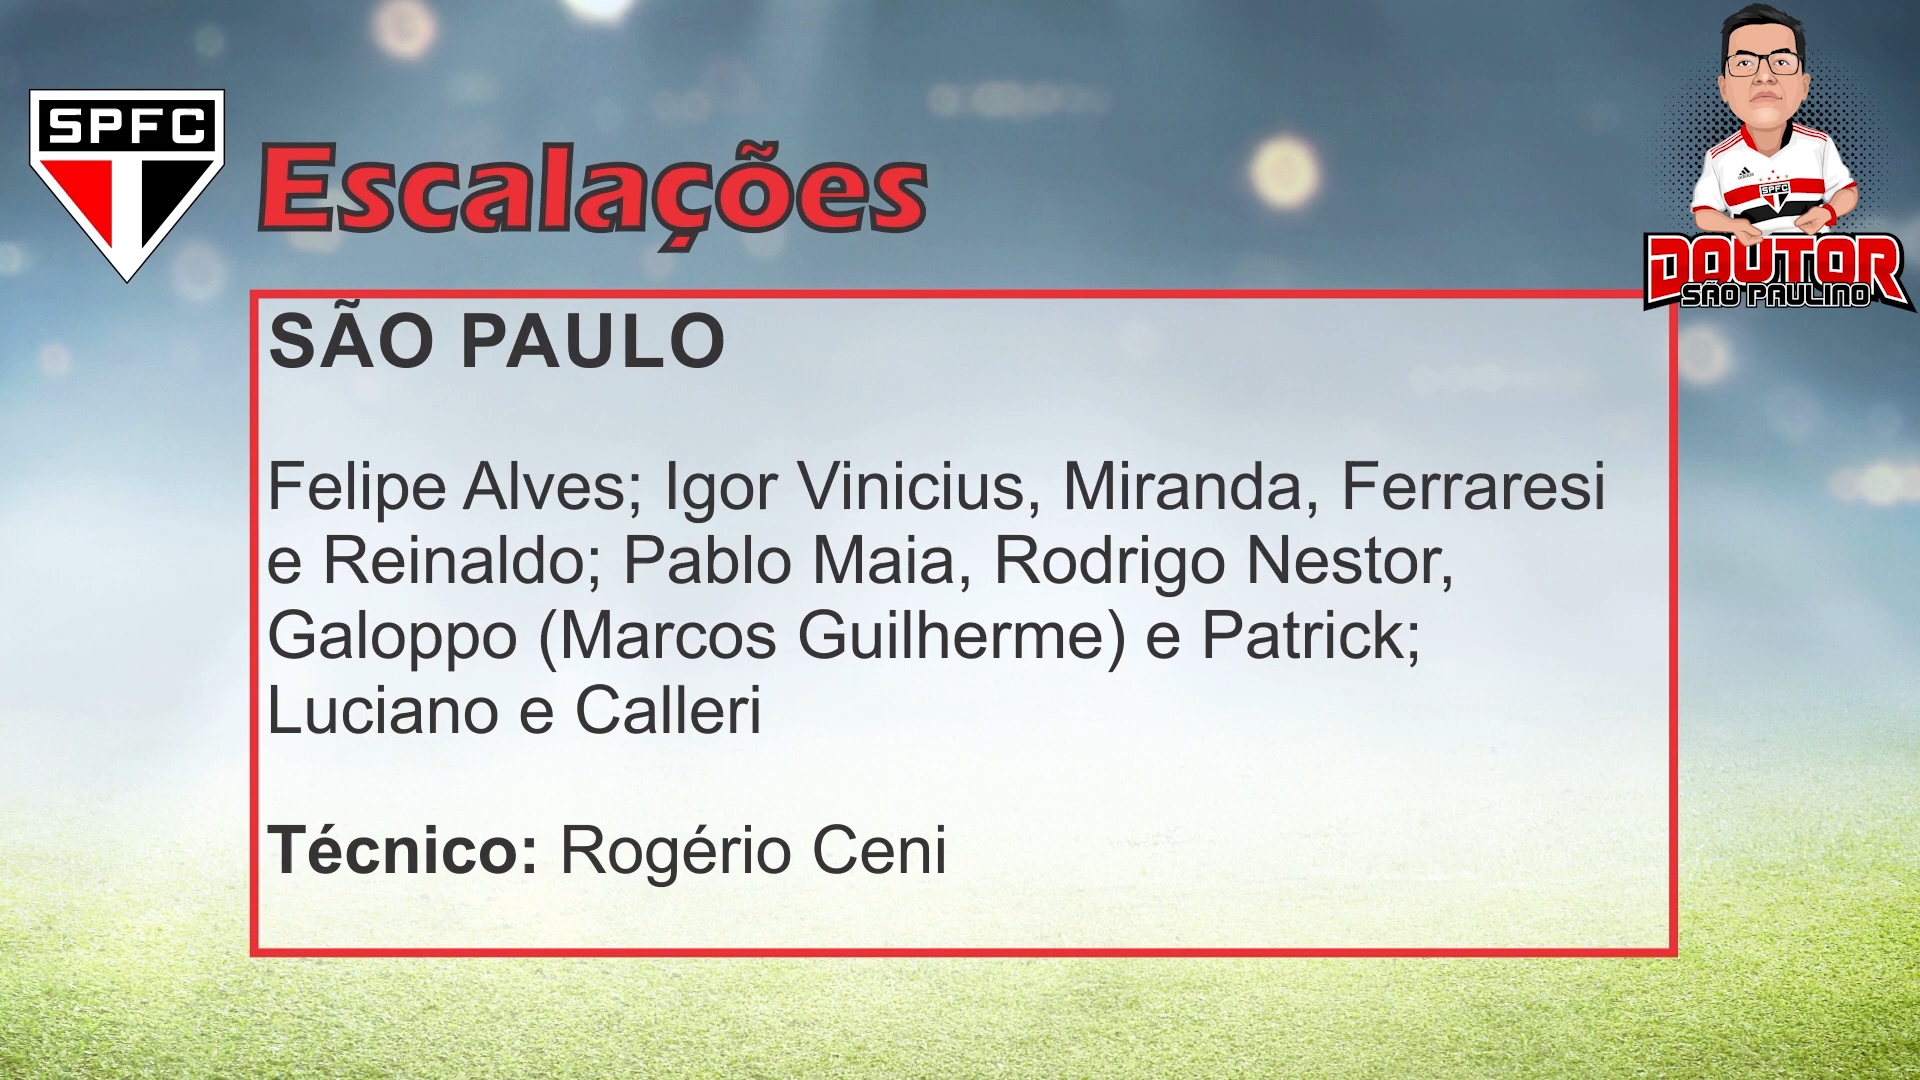 SPFC
Escalações
SPFC
DOUTOR
SÃO PAULINO
SÃO PAULO
Felipe Alves; Igor Vinicius, Miranda, Ferraresi
e Reinaldo; Pablo Maia, Rodrigo Nestor,
Galoppo (Marcos Guilherme) e Patrick;
Luciano e Calleri
Técnico: Rogério Ceni